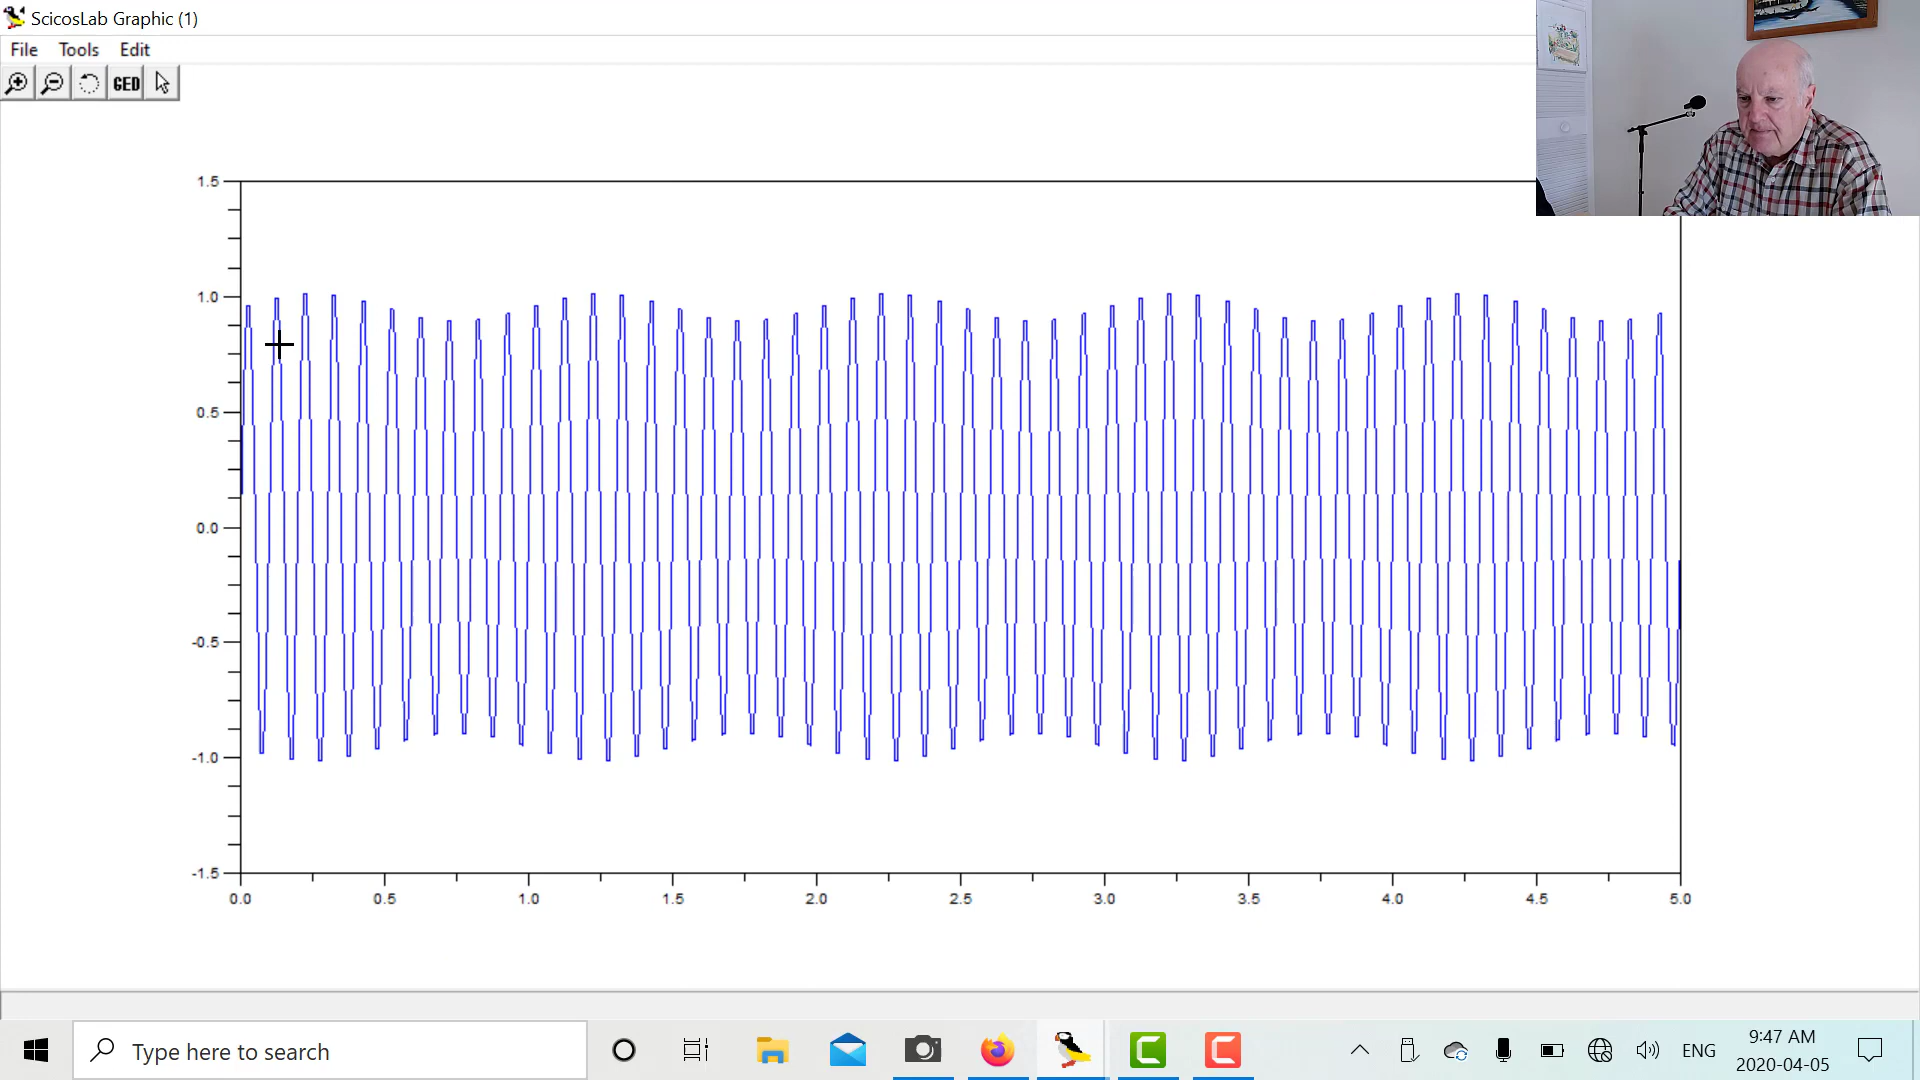 ScicosLab Graphic (1)
File Tools Edit
GED
1.5
1.0
0.5
0.0
-0.5
-1.0
-1.5
0.0 0.5 1.0 1.5 2.0 2.5 3.0 3.5 4.0 4.5 5.0
Type here to search
ENG
9:47 AM
2020-04-05